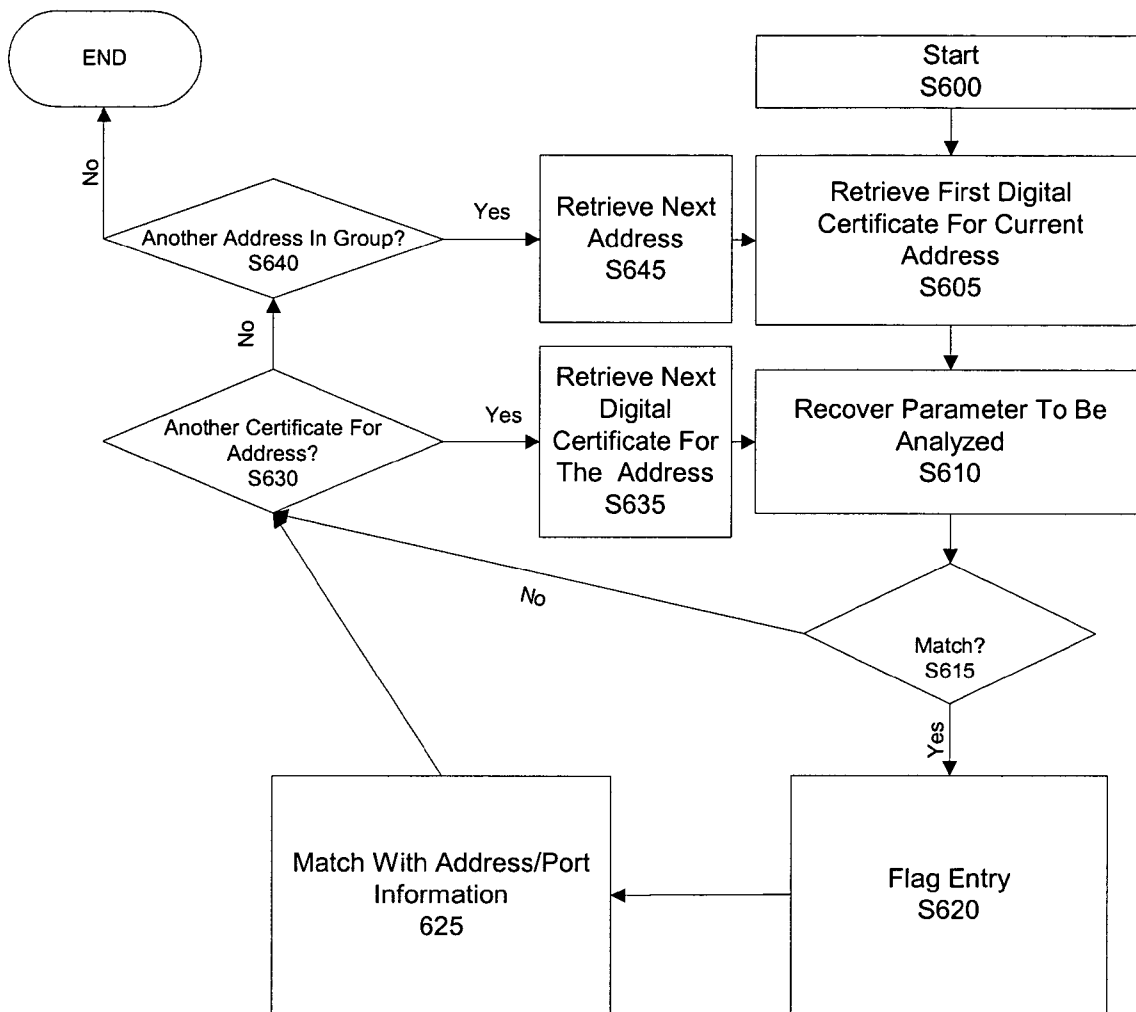 END
Start
S600
No
Another Address In Group?
S640
Yes
Retrieve Next
Address
S645
Retrieve First Digital
Certificate For Current
Address
S605
No
Another Certificate For
Address?
S630
Yes
Retrieve Next
Digital
Certificate For
The Address
S635
Recover Parameter To Be
Analyzed
S610
No
Match?
S615
Yes
Match With Address/Port
Information
625
Flag Entry
S620